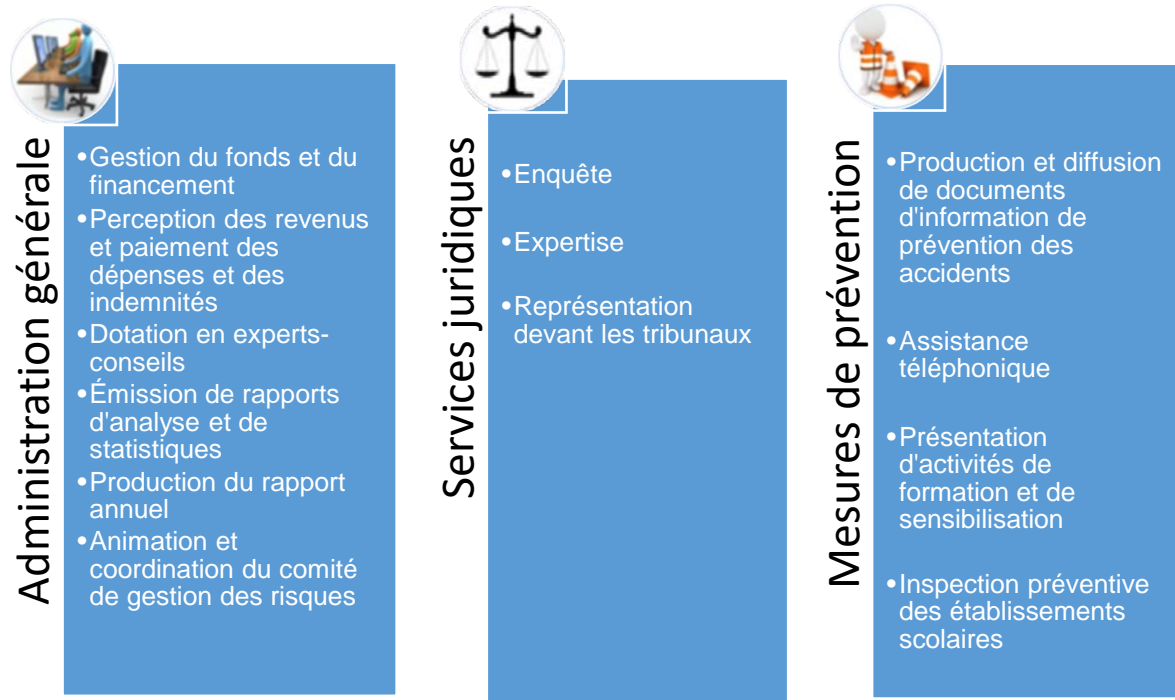 Administration générale
•Gestion du fonds et du
financement
•Perception des revenus
et paiement des
dépenses et des
indemnités
•Dotation en experts-
conseils
•Émission de rapports
d'analyse et de
statistiques
•Production du rapport
annuel
•Animation et
coordination du comité
de gestion des risques
Services juridiques
•Enquête
•Expertise
•Représentation
devant les tribunaux
Mesures de prévention
•Production et diffusion
de documents
d'information de
prévention des
accidents
•Assistance
téléphonique
•Présentation
d'activités de
formation et de
sensibilisation
•Inspection préventive
des établissements
scolaires